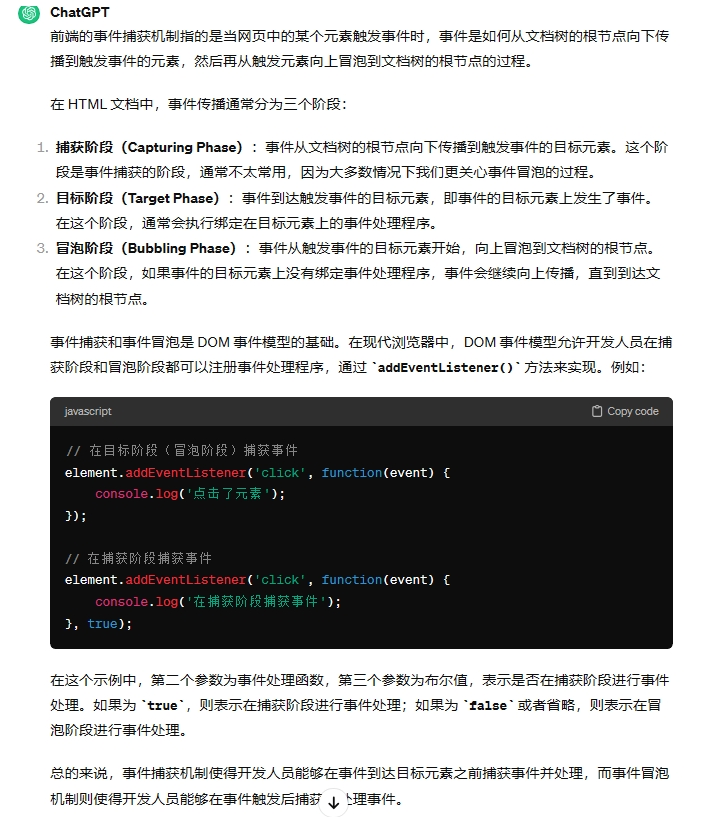 ChatGPT
前端的事件捕获机制指的是当网页中的某个元素触发事件时，事件是如何从文档树的根节点向下传
播到触发事件的元素，然后再从触发元素向上冒泡到文档树的根节点的过程。
在 HTML 文档中，事件传播通常分为三个阶段：
1. 捕获阶段（Capturing Phase）：事件从文档树的根节点向下传播到触发事件的目标元素。这个阶
段是事件捕获的阶段，通常不太常用，因为大多数情况下我们更关心事件冒泡的过程。
2. 目标阶段（Target Phase）：事件到达触发事件的目标元素，即事件的目标元素上发生了事件。
在这个阶段，通常会执行绑定在目标元素上的事件处理程序。
3. 冒泡阶段（Bubbling Phase）：事件从触发事件的目标元素开始，向上冒泡到文档树的根节点。
在这个阶段，如果事件的目标元素上没有绑定事件处理程序，事件会继续向上传播，直到到达文
档树的根节点。
事件捕获和事件冒泡是 DOM 事件模型的基础。在现代浏览器中，DOM 事件模型允许开发人员在捕
获阶段和冒泡阶段都可以注册事件处理程序，通过 `addEventListener()` 方法来实现。例如：
javascript Copy code
// 在目标阶段（冒泡阶段）捕获事件
element.addEventListener('click', function(event) {
    console.log('点击了元素');
});
// 在捕获阶段捕获事件
element.addEventListener('click', function(event) {
    console.log('在捕获阶段捕获事件');
}, true);
在这个示例中，第二个参数为事件处理函数，第三个参数为布尔值，表示是否在捕获阶段进行事件
处理。如果为 `true`，则表示在捕获阶段进行事件处理；如果为 `false` 或者省略，则表示在冒
泡阶段进行事件处理。
总的来说，事件捕获机制使得开发人员能够在事件到达目标元素之前捕获事件并处理，而事件冒泡
机制则使得开发人员能够在事件触发后捕获处理事件。